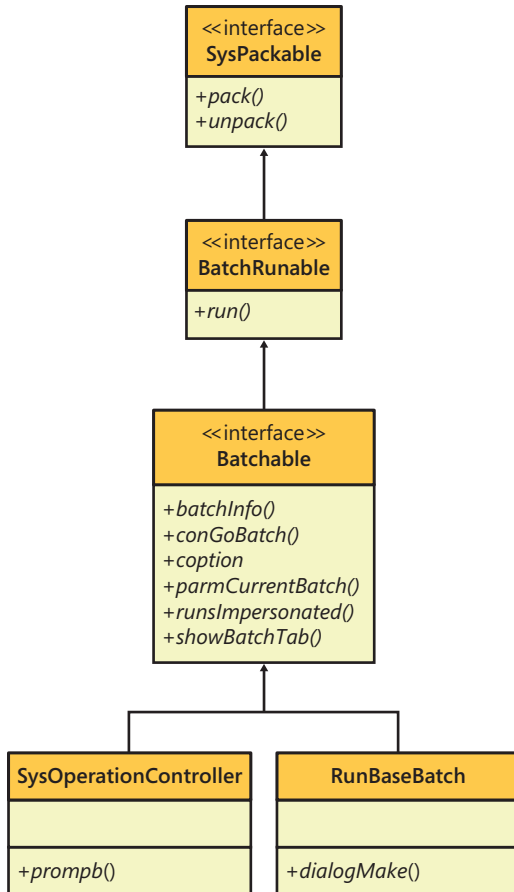 <<interface>>
SysPackable
+pack()
+unpack()
<<interface>>
BatchRunable
+run()
<<interface>>
Batchable
+batchInfo()
+conGoBatch()
+coption
+parmCurrentBatch()
+runsImpersonated()
+showBatchTab()
SysOperationController
+prompb()
RunBaseBatch
+dialogMake()